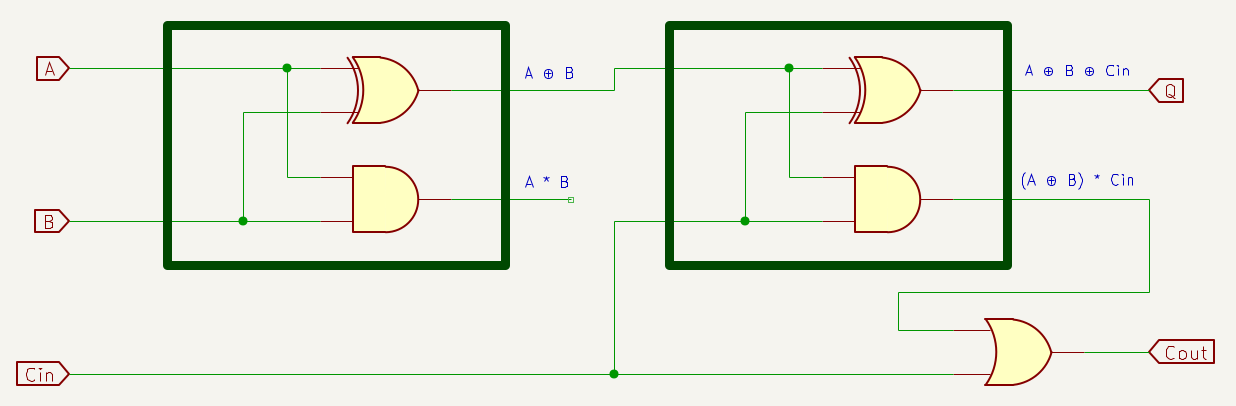 A
A ⊕ B
A ⊕ B ⊕ Cin
Q
A * B
(A ⊕ B) * Cin
B
Cin
Cout